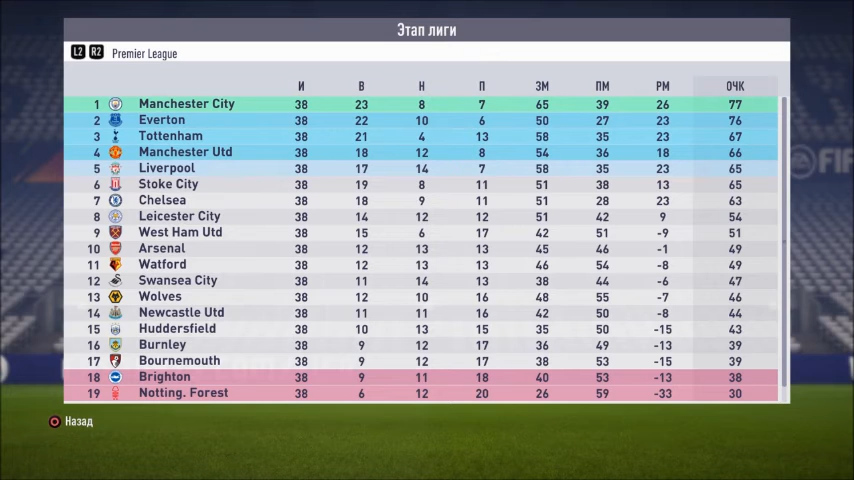 Этап лиги
L2 R2 Premier League
И В Н П ЗМ ПМ РМ ОЧК
1 Manchester City 38 23 8 7 65 39 26 77
2 Everton 38 22 10 6 50 27 23 76
3 Tottenham 38 21 4 13 58 35 23 67
4 Manchester Utd 38 18 12 8 54 36 18 66
5 Liverpool 38 17 14 7 58 35 23 65
6 Stoke City 38 19 8 11 51 38 13 65
7 Chelsea 38 18 9 11 51 28 23 63
8 Leicester City 38 14 12 12 51 42 9 54
9 West Ham Utd 38 15 6 17 42 51 -9 51
10 Arsenal 38 12 13 13 45 46 -1 49
11 Watford 38 12 13 13 46 54 -8 49
12 Swansea City 38 11 14 13 38 44 -6 47
13 Wolves 38 12 10 16 48 55 -7 46
14 Newcastle Utd 38 11 11 16 42 50 -8 44
15 Huddersfield 38 10 13 15 35 50 -15 43
16 Burnley 38 9 12 17 36 49 -13 39
17 Bournemouth 38 9 12 17 38 53 -15 39
18 Brighton 38 9 11 18 40 53 -13 38
19 Notting. Forest 38 6 12 20 26 59 -33 30
Назад
FIF